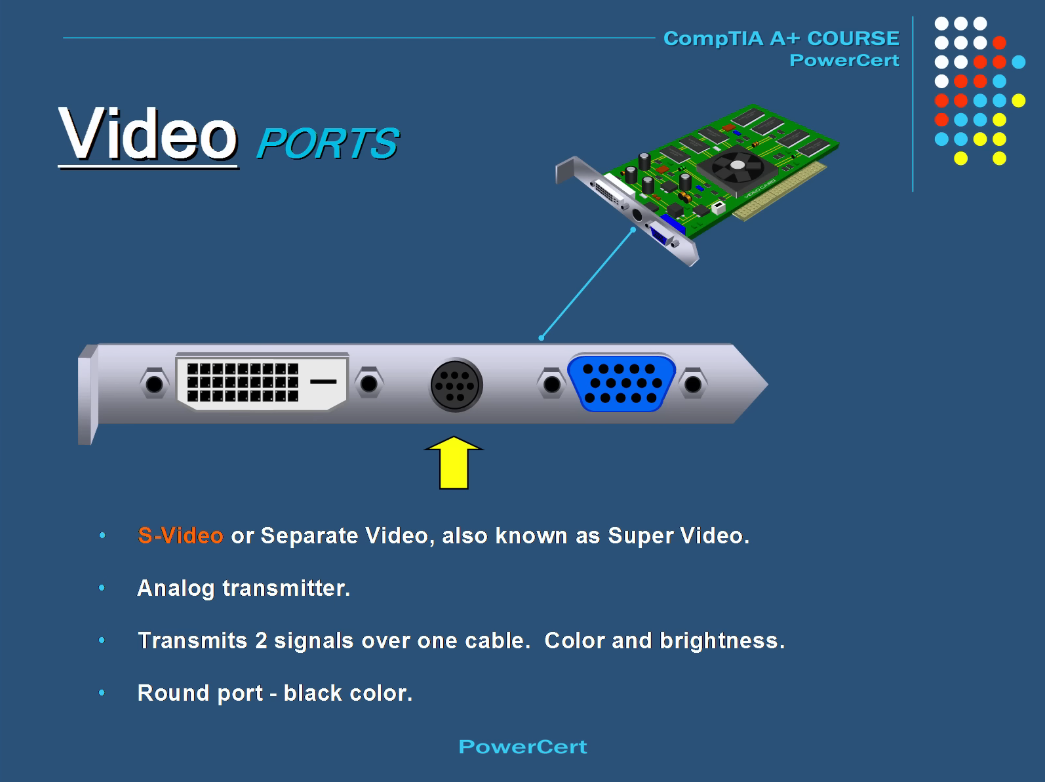 CompTIA A+ COURSE
PowerCert
Video PORTS
• S-Video or Separate Video, also known as Super Video.
• Analog transmitter.
• Transmits 2 signals over one cable.  Color and brightness.
• Round port - black color.
PowerCert